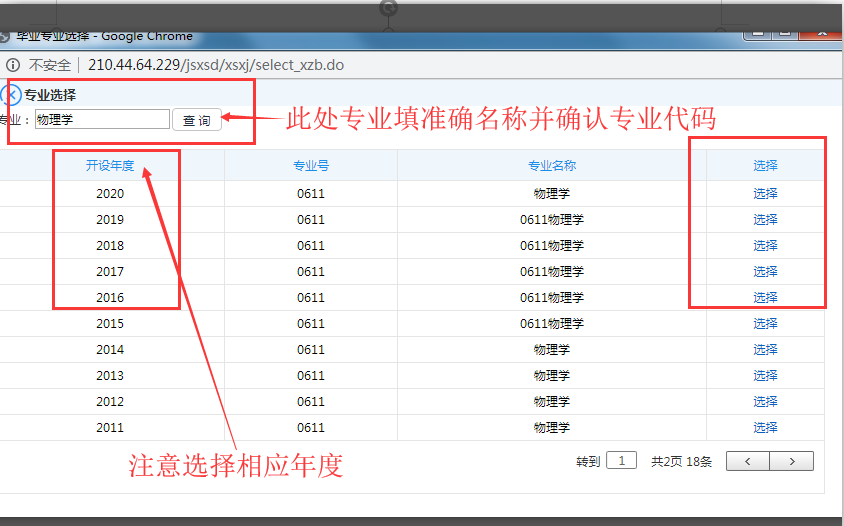 毕业专业选择 - Google Chrome
不安全 210.44.64.229/jsxsd/xsxj/select_xzb.do
专业选择
专业：物理学 查 询
此处专业填准确名称并确认专业代码
开设年度 专业号 专业名称 选择
2020 0611 物理学 选择
2019 0611 0611物理学 选择
2018 0611 0611物理学 选择
2017 0611 0611物理学 选择
2016 0611 0611物理学 选择
2015 0611 0611物理学 选择
2014 0611 物理学 选择
2013 0611 物理学 选择
2012 0611 物理学 选择
2011 0611 物理学 选择
转到 1 共2页 18条 < >
注意选择相应年度